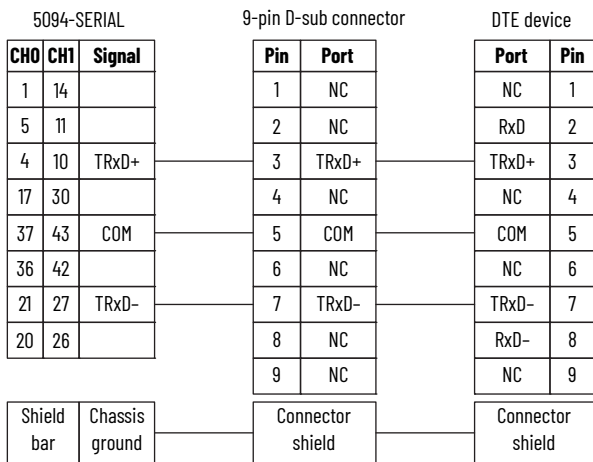 5094-SERIAL 9-pin D-sub connector DTE device
CH0 CH1 Signal Pin Port Port Pin
1 14 1 NC NC 1
5 11 2 NC RxD 2
4 10 TRxD+ 3 TRxD+ TRxD+ 3
17 30 4 NC NC 4
37 43 COM 5 COM COM 5
36 42 6 NC NC 6
21 27 TRxD- 7 TRxD- TRxD- 7
20 26 8 NC RxD- 8
9 NC NC 9
Shield Chassis Connector Connector
bar ground shield shield